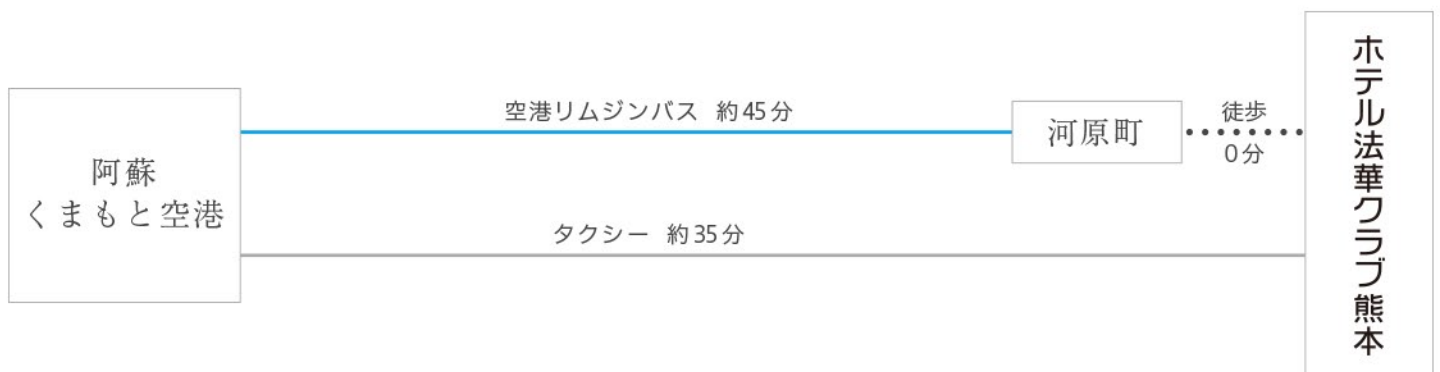 阿蘇
くまもと空港
空港リムジンバス 約45分
河原町
徒歩
0分
タクシー 約35分
ホテル法華クラブ熊本